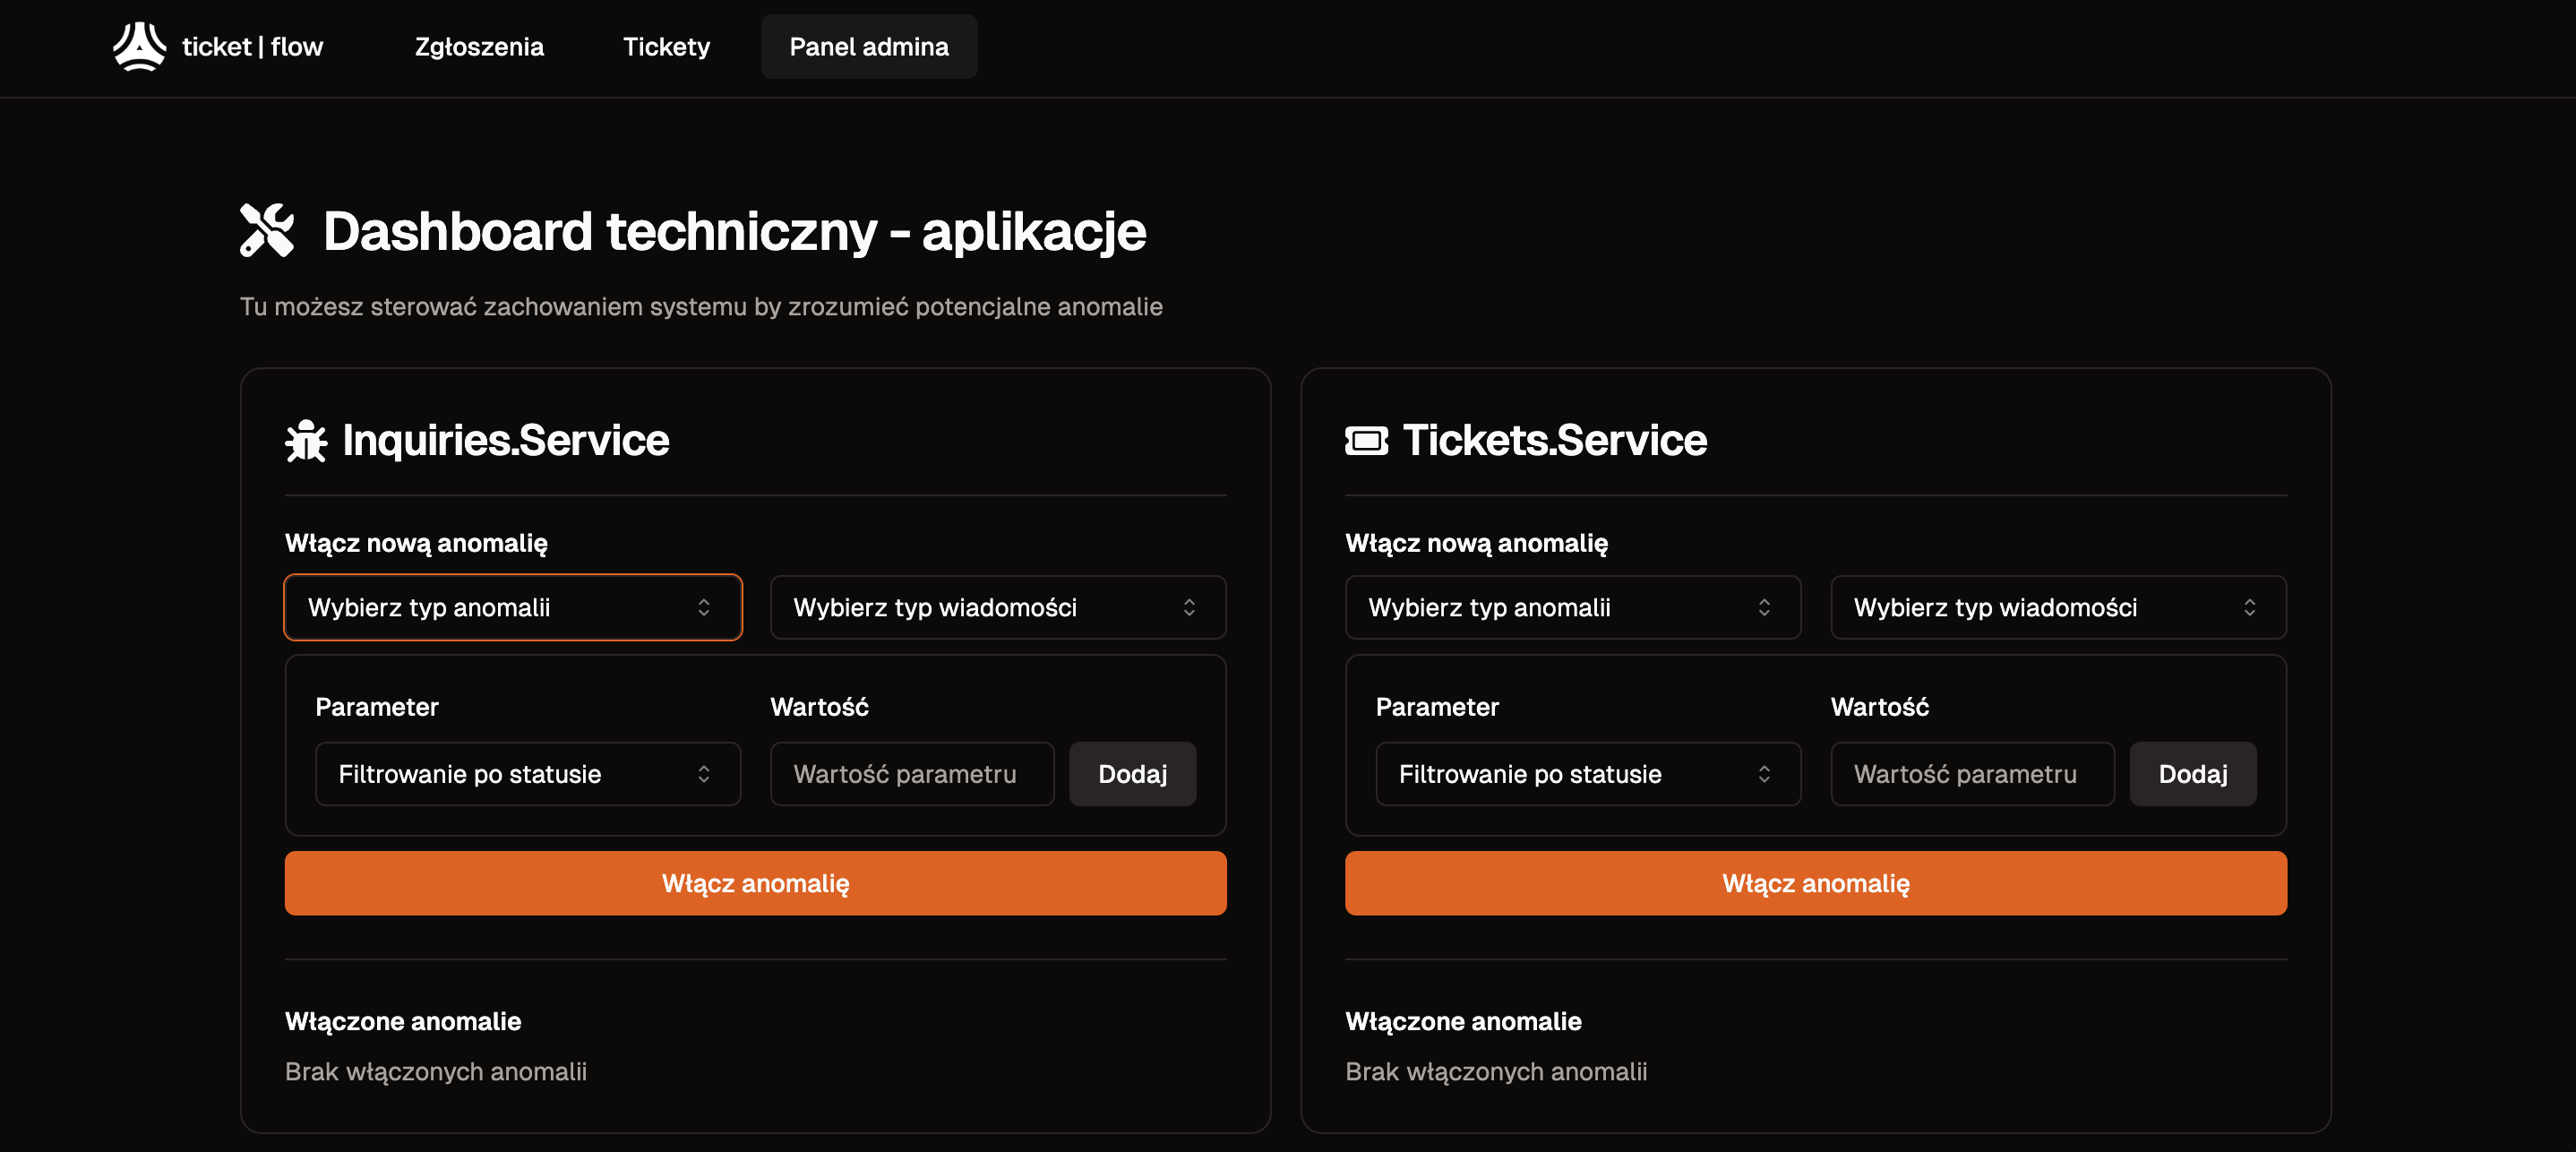 ticket | flow
Zgłoszenia
Tickety
Panel admina
Dashboard techniczny - aplikacje
Tu możesz sterować zachowaniem systemu by zrozumieć potencjalne anomalie
Inquiries.Service
Włącz nową anomalię
Wybierz typ anomalii
Wybierz typ wiadomości
Parameter
Wartość
Filtrowanie po statusie
Wartość parametru
Dodaj
Włącz anomalię
Włączone anomalie
Brak włączonych anomalii
Tickets.Service
Włącz nową anomalię
Wybierz typ anomalii
Wybierz typ wiadomości
Parameter
Wartość
Filtrowanie po statusie
Wartość parametru
Dodaj
Włącz anomalię
Włączone anomalie
Brak włączonych anomalii